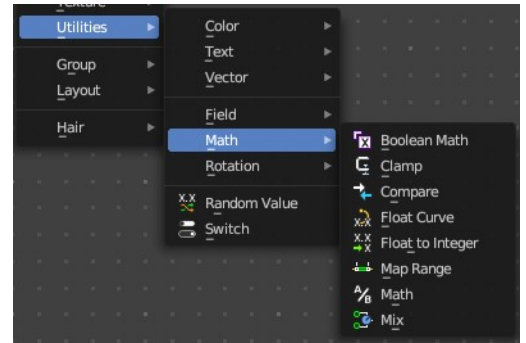 Texture
Utilities
Group
Layout
Hair
Color
Text
Vector
Field
Math
Rotation
Random Value
Switch
Boolean Math
Clamp
Compare
Float Curve
Float to Integer
Map Range
Math
Mix